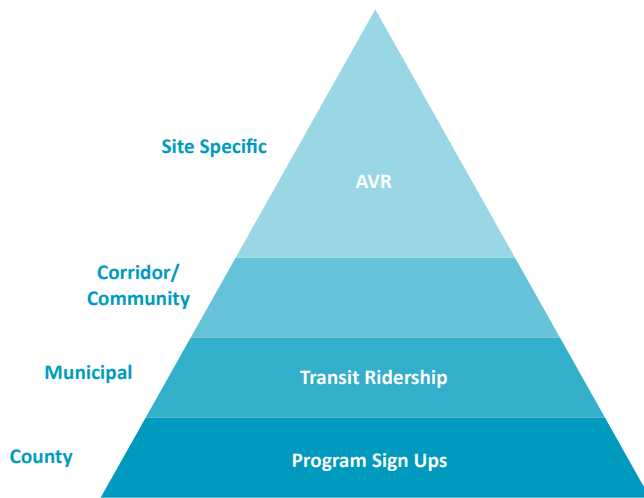 Site Specific
AVR
Corridor/
Community
Municipal
Transit Ridership
County
Program Sign Ups